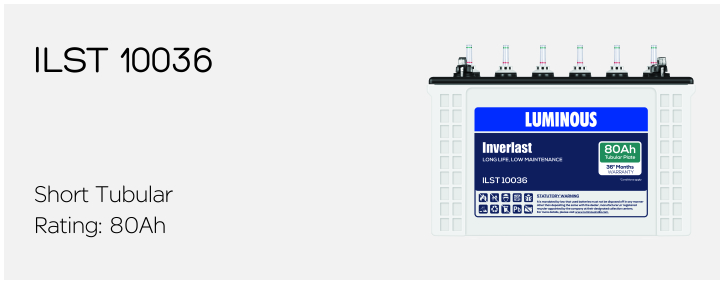 ILST 10036
Short Tubular
Rating: 80Ah
LUMINOUS
Inverlast
LONG LIFE, LOW MAINTENANCE
ILST 10036
80Ah
Tubular Plate
36* Months
WARRANTY
STATUTORY WARNING
Pb